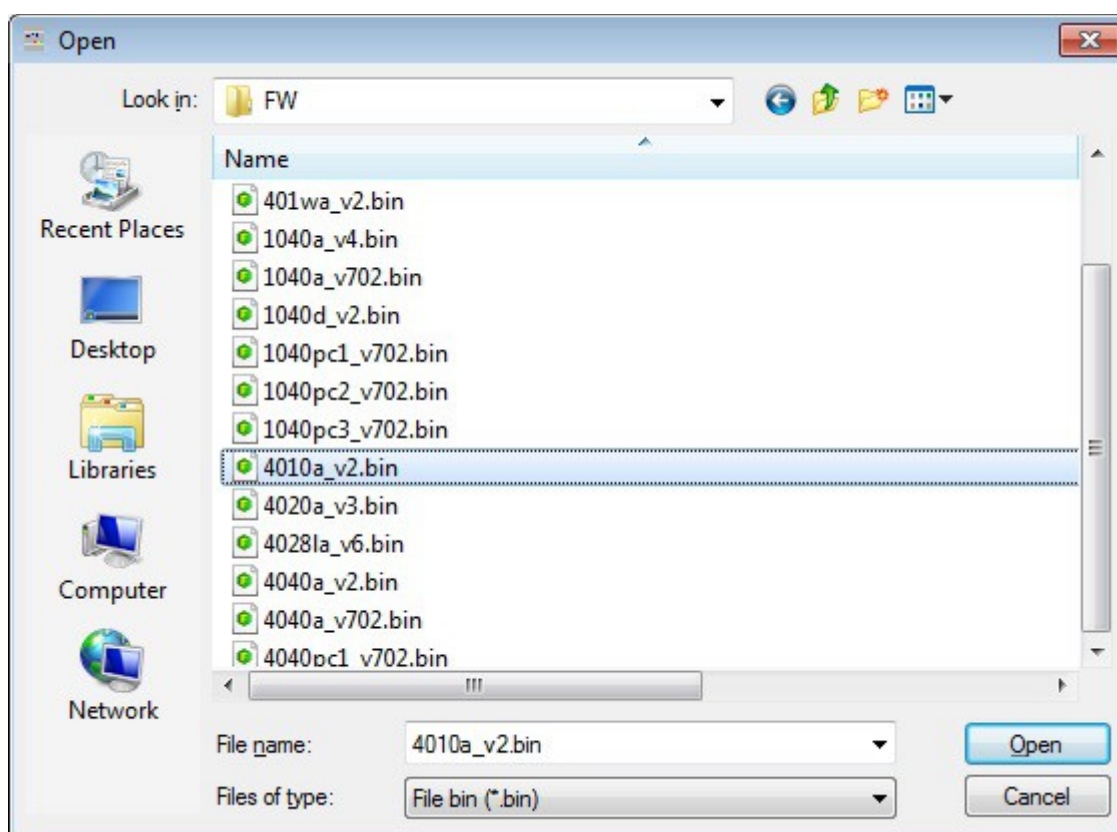 Open
Look in:
FW
Name
401wa_v2.bin
1040a_v4.bin
1040a_v702.bin
1040d_v2.bin
1040pc1_v702.bin
1040pc2_v702.bin
1040pc3_v702.bin
4010a_v2.bin
4020a_v3.bin
4028la_v6.bin
4040a_v2.bin
4040a_v702.bin
4040pc1_v702.bin
Recent Places
Desktop
Libraries
Computer
Network
File name:
4010a_v2.bin
Open
Files of type:
File bin (*.bin)
Cancel